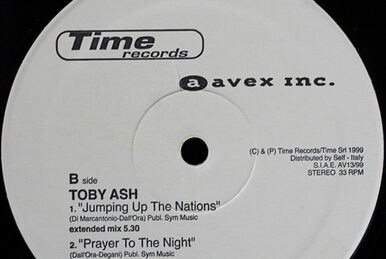 Time
records
a avex inc.
(C) & (P) Time Records/Time Srl 1999
Distributed by Self - Italy
S.I.A.E. AV13/99
STEREO 33 RPM
B side
TOBY ASH
1. "Jumping Up The Nations"
(Di Marcantonio-Dall'Ora) Publ. Sym Music
extended mix 5.30
2. "Prayer To The Night"
(Dall'Ora-Degani) Publ. Sym Music